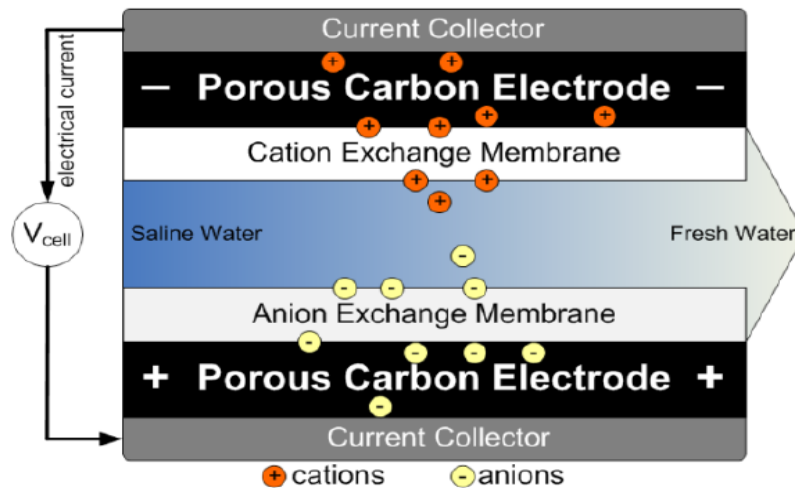 Current Collector
− Porous Carbon Electrode −
Cation Exchange Membrane
electrical current
Vcell
Saline Water
Fresh Water
Anion Exchange Membrane
+ Porous Carbon Electrode +
Current Collector
+ cations
- anions